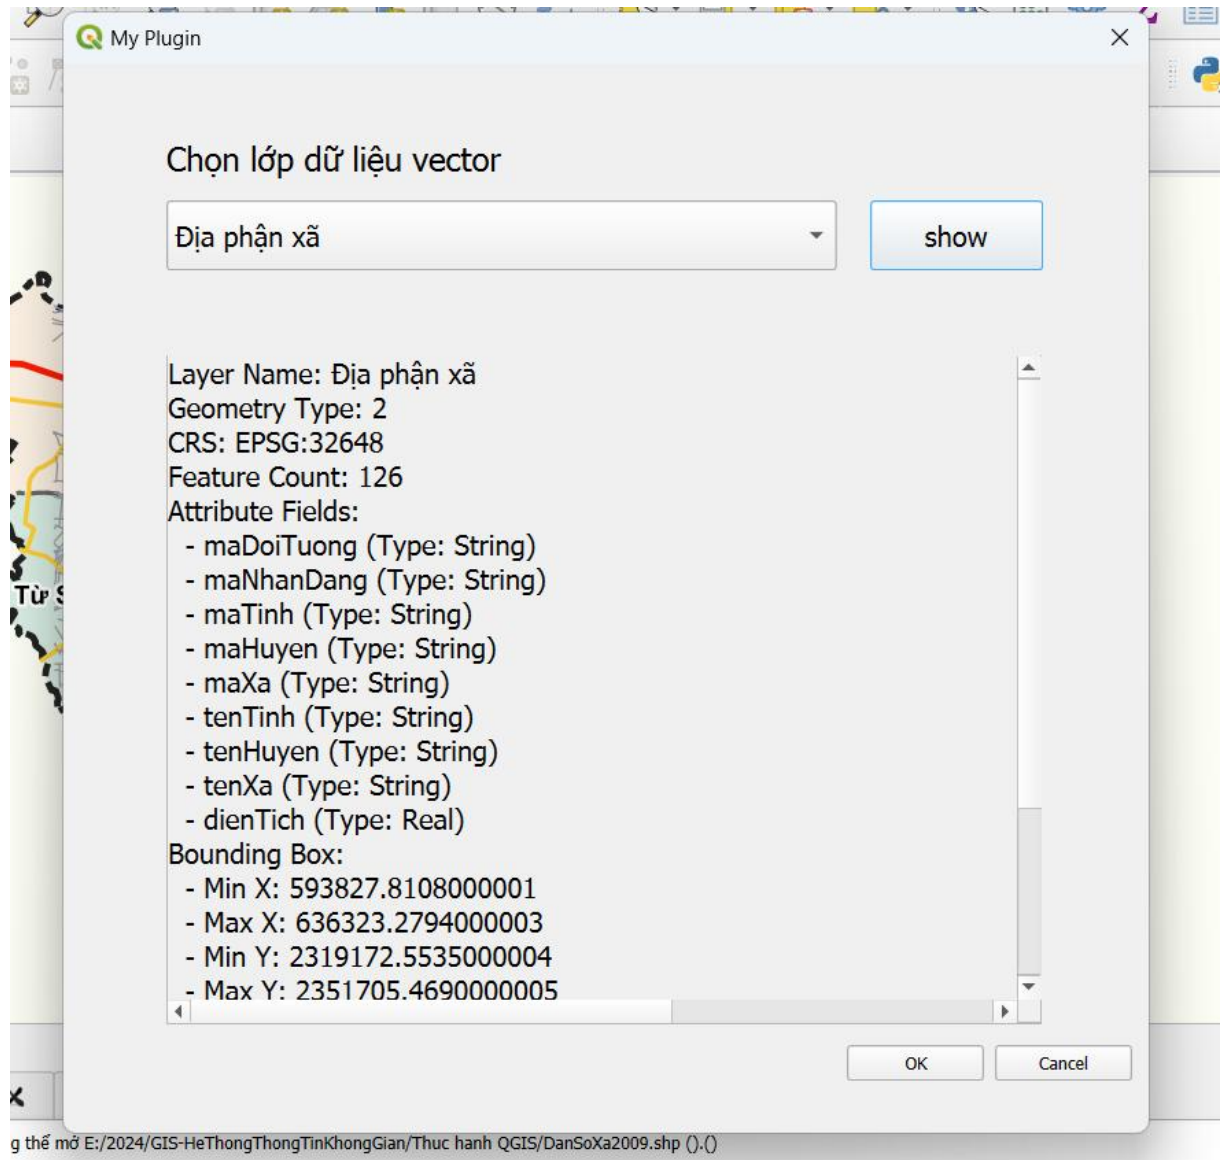 My Plugin
Chọn lớp dữ liệu vector
Địa phận xã
show
Layer Name: Địa phận xã
Geometry Type: 2
CRS: EPSG:32648
Feature Count: 126
Attribute Fields:
- maDoiTuong (Type: String)
- maNhanDang (Type: String)
- maTinh (Type: String)
- maHuyen (Type: String)
- maXa (Type: String)
- tenTinh (Type: String)
- tenHuyen (Type: String)
- tenXa (Type: String)
- dienTich (Type: Real)
Bounding Box:
- Min X: 593827.8108000001
- Max X: 636323.2794000003
- Min Y: 2319172.5535000004
- Max Y: 2351705.4690000005
Từ S
OK
Cancel
g thể mở E:/2024/GIS-HeThongThongTinKhongGian/Thuc hanh QGIS/DanSoXa2009.shp ().()